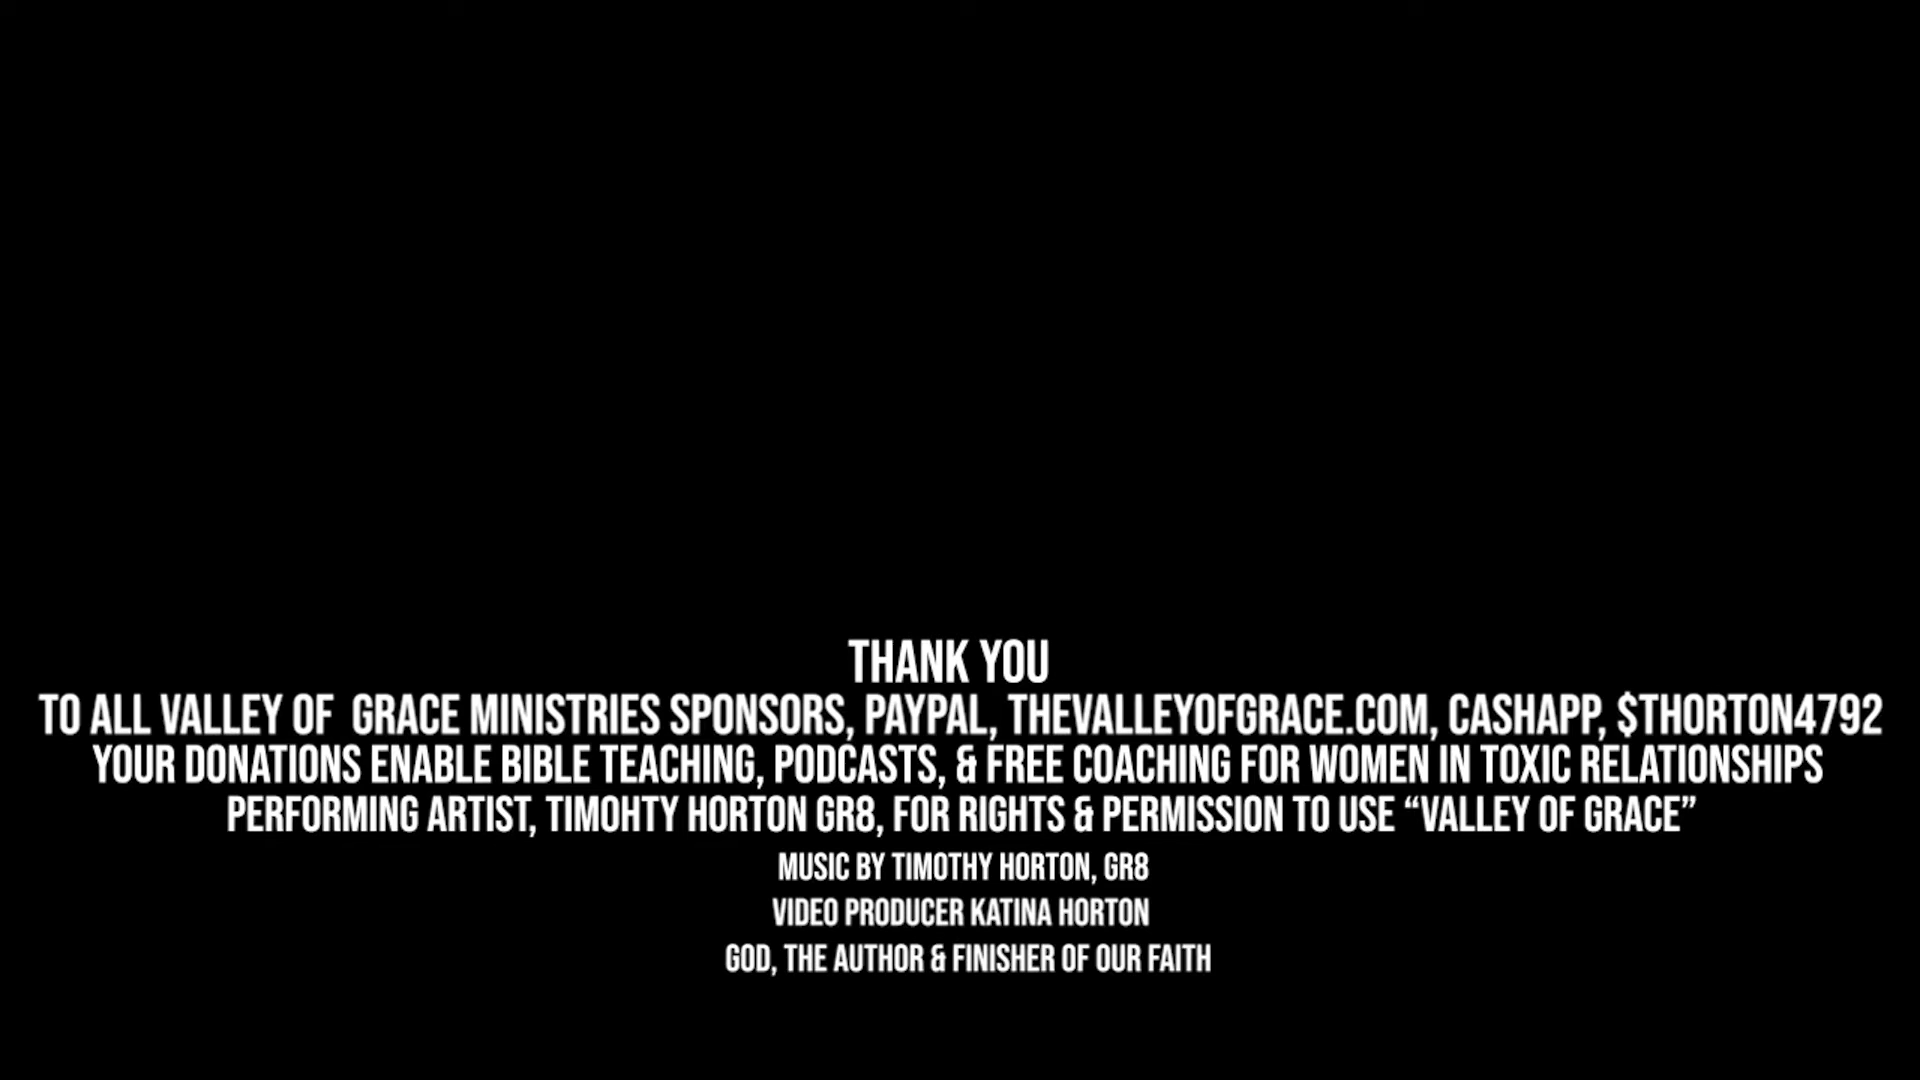 THANK YOU
TO ALL VALLEY OF GRACE MINISTRIES SPONSORS, PAYPAL, THEVALLEYOFGRACE.COM, CASHAPP, $THORTON4792
YOUR DONATIONS ENABLE BIBLE TEACHING, PODCASTS, & FREE COACHING FOR WOMEN IN TOXIC RELATIONSHIPS
PERFORMING ARTIST, TIMOHTY HORTON GR8, FOR RIGHTS & PERMISSION TO USE “VALLEY OF GRACE”
MUSIC BY TIMOTHY HORTON, GR8
VIDEO PRODUCER KATINA HORTON
GOD, THE AUTHOR & FINISHER OF OUR FAITH